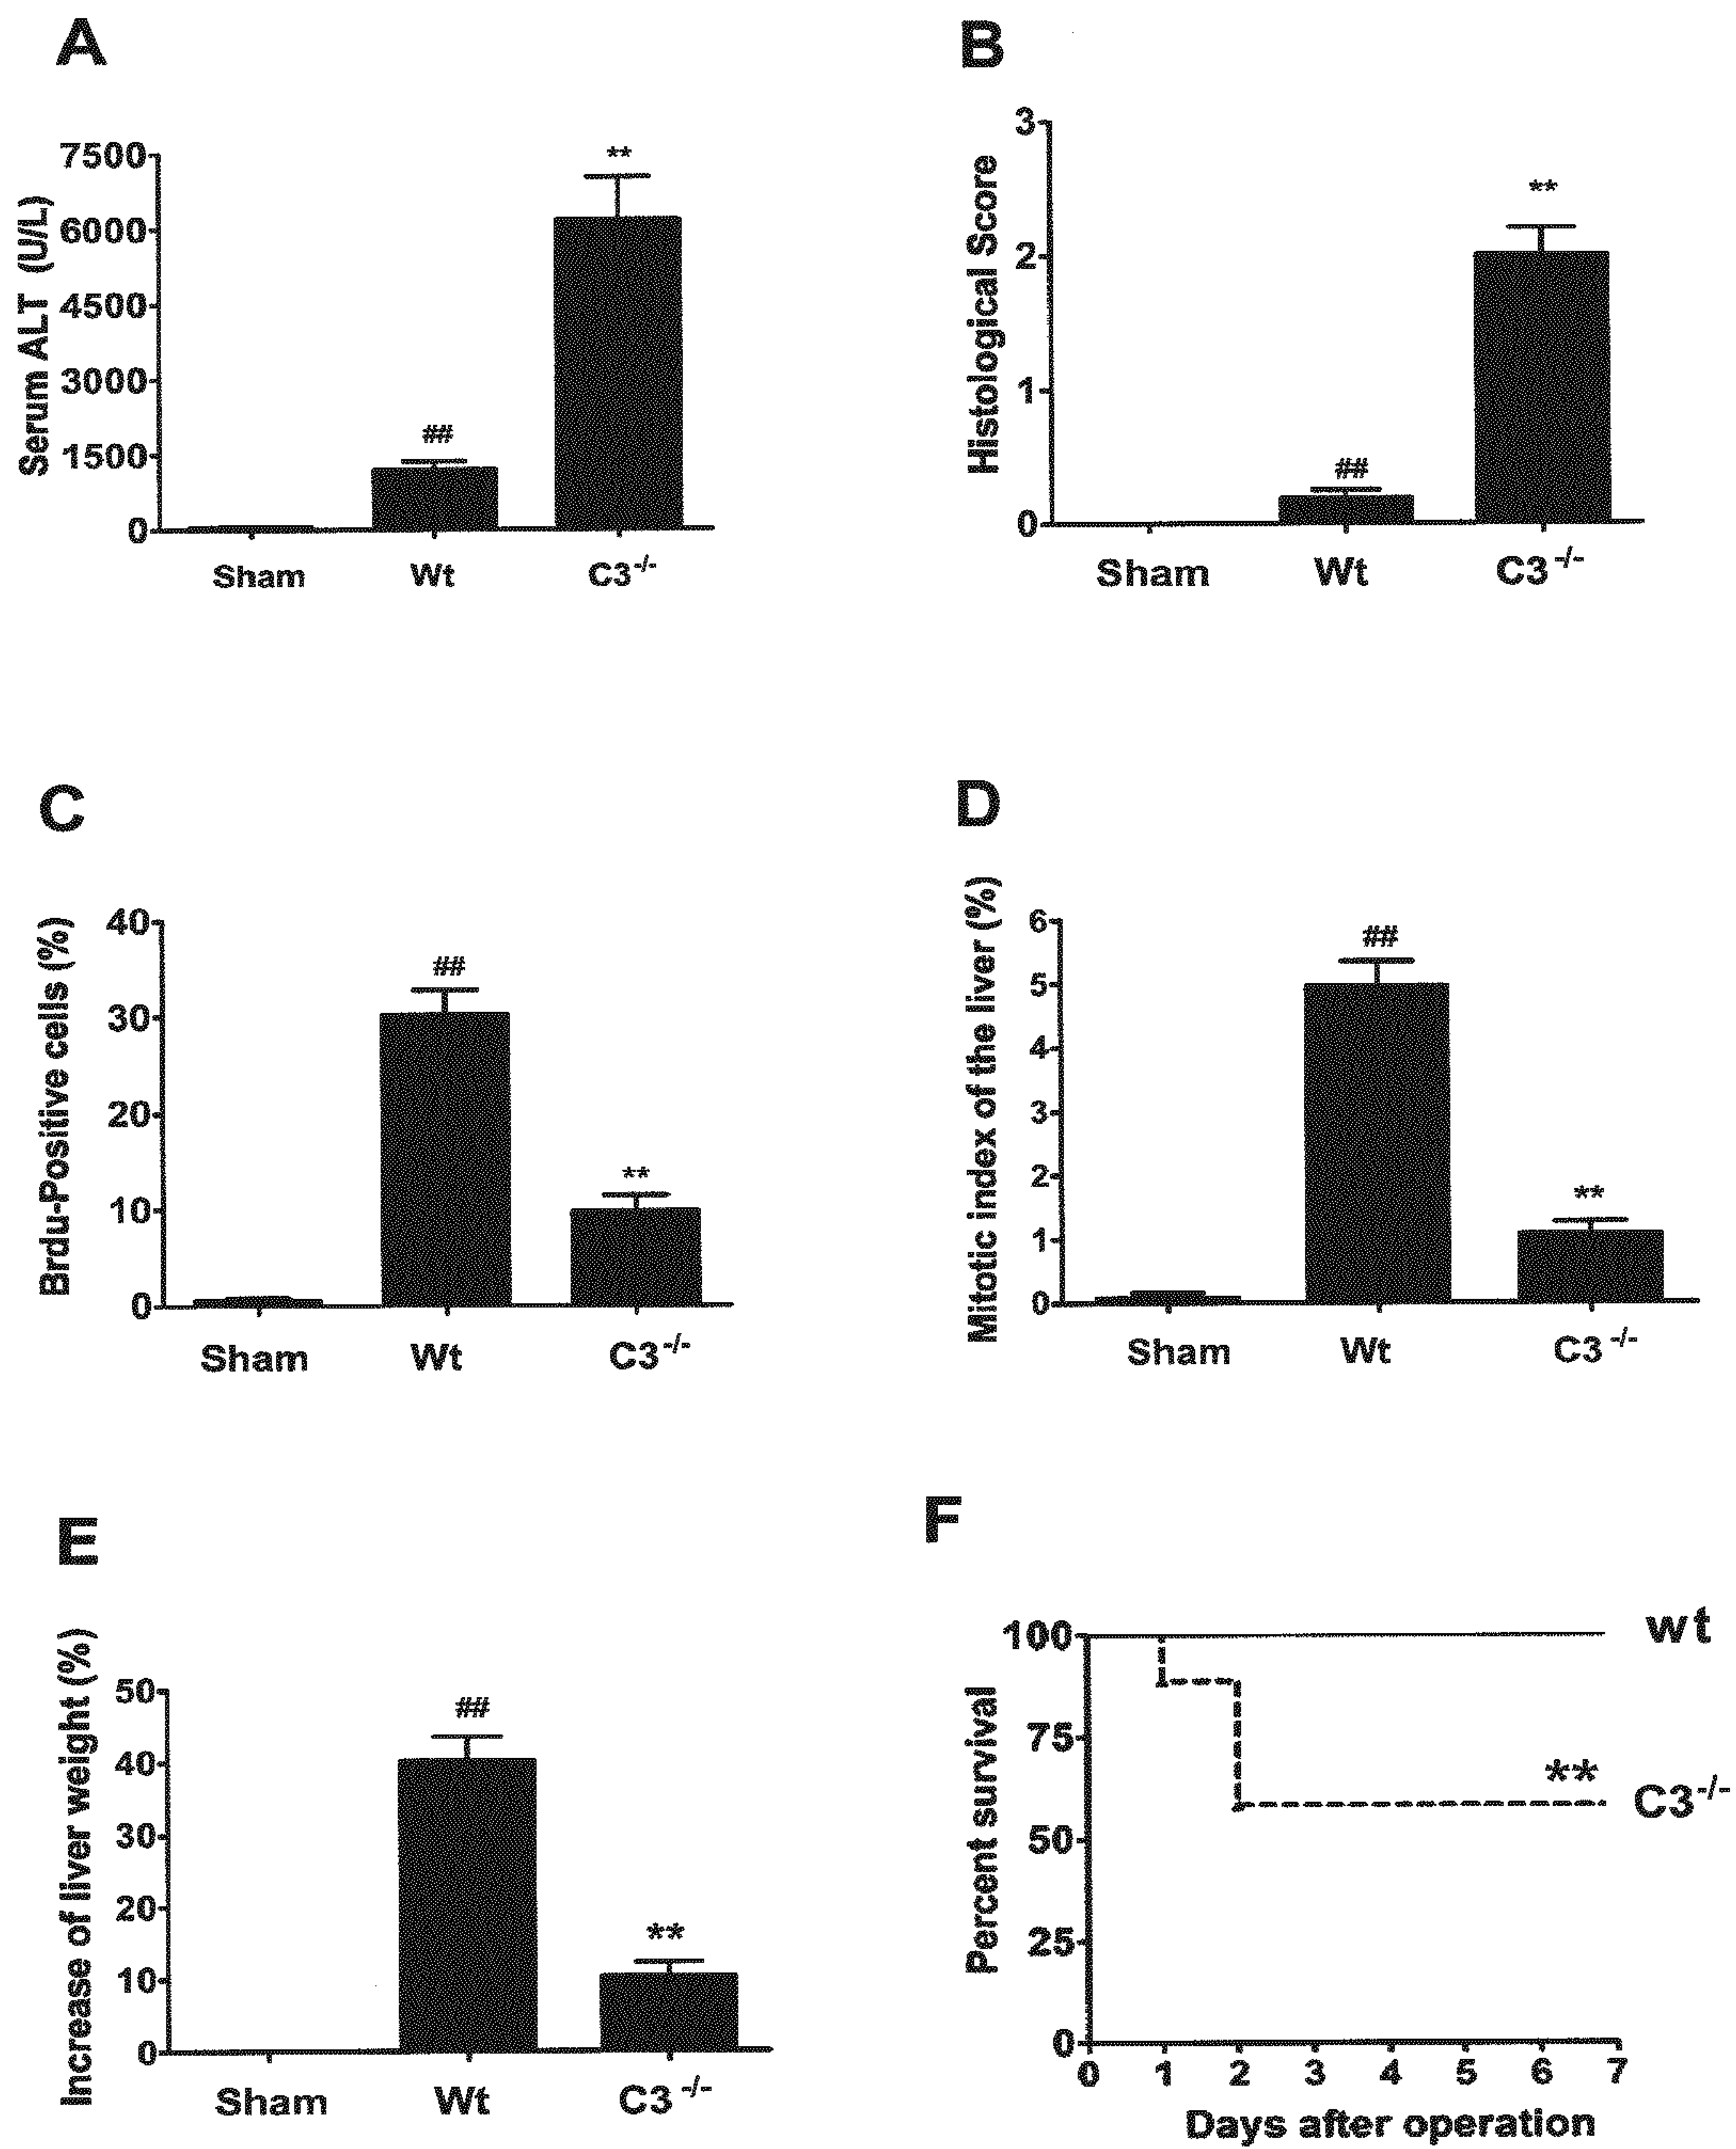 A
Serum ALT (U/L)
7500
6000
4500
3000
1500
0
##
**
Sham Wt C3-/-
B
Histological Score
3
2
1
0
##
**
Sham Wt C3-/-
C
Brdu-Positive cells (%)
40
30
20
10
0
##
**
Sham Wt C3-/-
D
Mitotic index of the liver (%)
6
5
4
3
2
1
0
##
**
Sham Wt C3-/-
E
Increase of liver weight (%)
50
40
30
20
10
0
##
**
Sham Wt C3-/-
F
Percent survival
100
75
50
25
0
wt
**
C3-/-
0 1 2 3 4 5 6 7
Days after operation